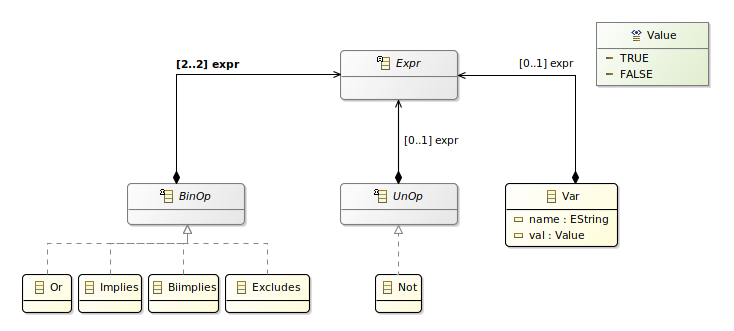 Value
TRUE
FALSE
Expr
[2..2] expr
[0..1] expr
[0..1] expr
BinOp
UnOp
Var
name : EString
val : Value
Or
Implies
Biimplies
Excludes
Not